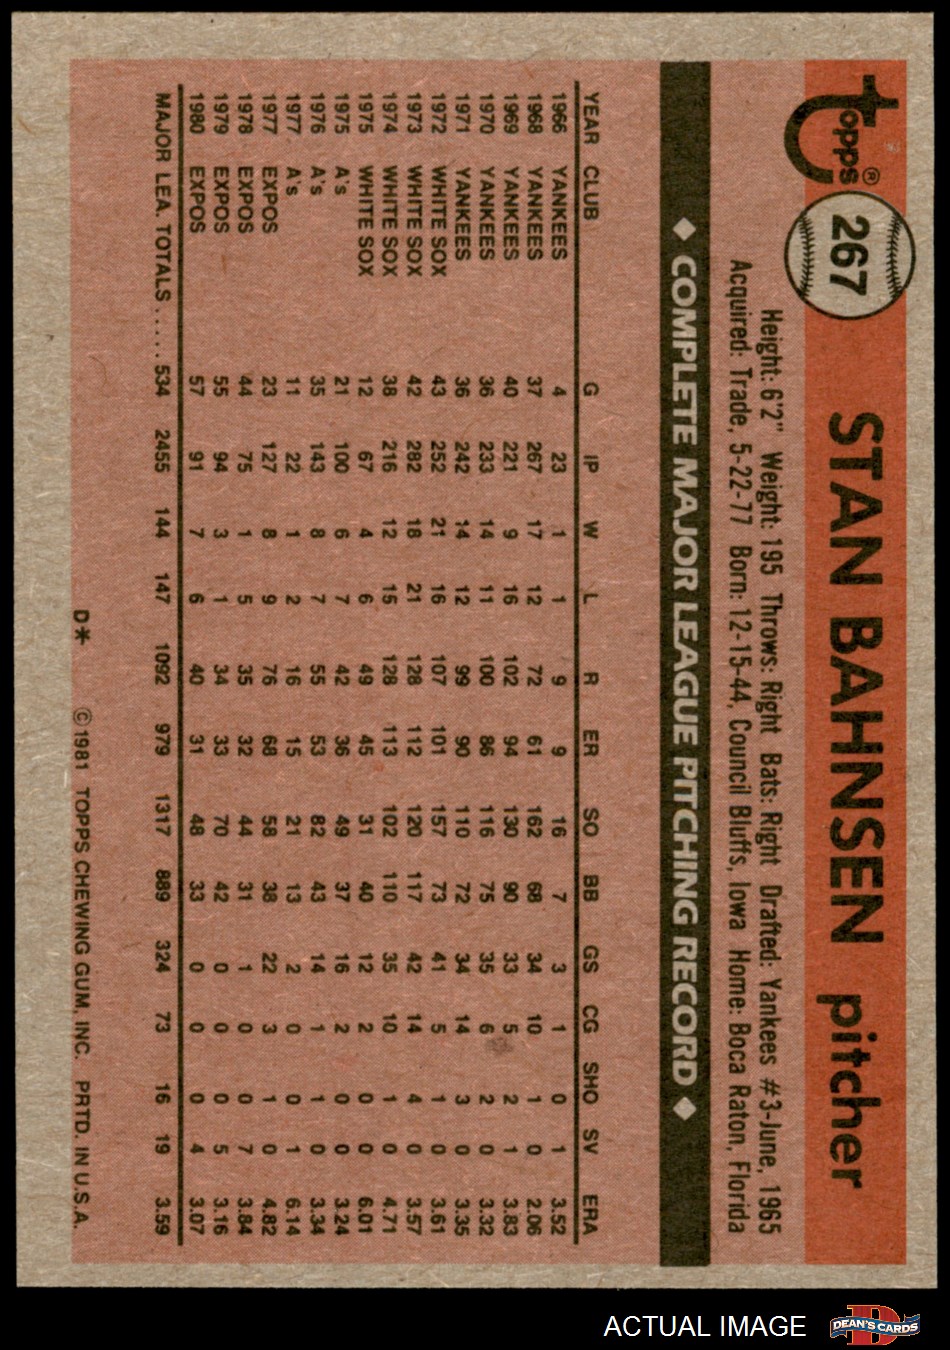 Topps® 267 STAN BAHNSEN pitcher
Height: 6'2" Weight: 195 Throws: Right Bats: Right Drafted: Yankees #3-June, 1965
Acquired: Trade, 5-22-77 Born: 12-15-44, Council Bluffs, Iowa Home: Boca Raton, Florida
◆ COMPLETE MAJOR LEAGUE PITCHING RECORD ◆
YEAR CLUB G IP W L R ER SO BB GS CG SHO SV ERA
1966 YANKEES 4 23 1 1 9 9 16 7 3 1 0 1 3.52
1968 YANKEES 37 267 17 12 72 61 162 68 34 10 1 0 2.06
1969 YANKEES 40 221 9 16 102 94 130 90 33 5 2 1 3.83
1970 YANKEES 36 233 14 11 100 86 116 75 35 6 2 0 3.32
1971 YANKEES 36 242 14 12 99 90 110 72 34 14 3 0 3.35
1972 WHITE SOX 43 252 21 16 107 101 157 73 41 5 1 0 3.61
1973 WHITE SOX 42 282 18 21 128 112 120 117 42 14 4 0 3.57
1974 WHITE SOX 38 216 12 15 128 113 102 110 35 10 1 0 4.71
1975 WHITE SOX 12 67 4 6 49 45 31 40 12 2 0 0 6.01
1975 A's 21 100 6 7 42 36 49 37 16 2 0 0 3.24
1976 A's 35 143 8 7 55 53 82 43 14 1 1 0 3.34
1977 A's 11 22 1 2 16 15 21 13 2 0 0 1 6.14
1977 EXPOS 23 127 8 9 76 68 58 38 22 3 1 0 4.82
1978 EXPOS 44 75 1 5 35 32 44 31 1 0 0 7 3.84
1979 EXPOS 55 94 3 1 34 33 70 42 0 0 0 5 3.16
1980 EXPOS 57 91 7 6 40 31 48 33 0 0 0 4 3.07
MAJOR LEA. TOTALS ..... 534 2455 144 147 1092 979 1317 889 324 73 16 19 3.59
D* © 1981 TOPPS CHEWING GUM, INC. PRTD. IN U.S.A.
ACTUAL IMAGE DEAN'S CARDS